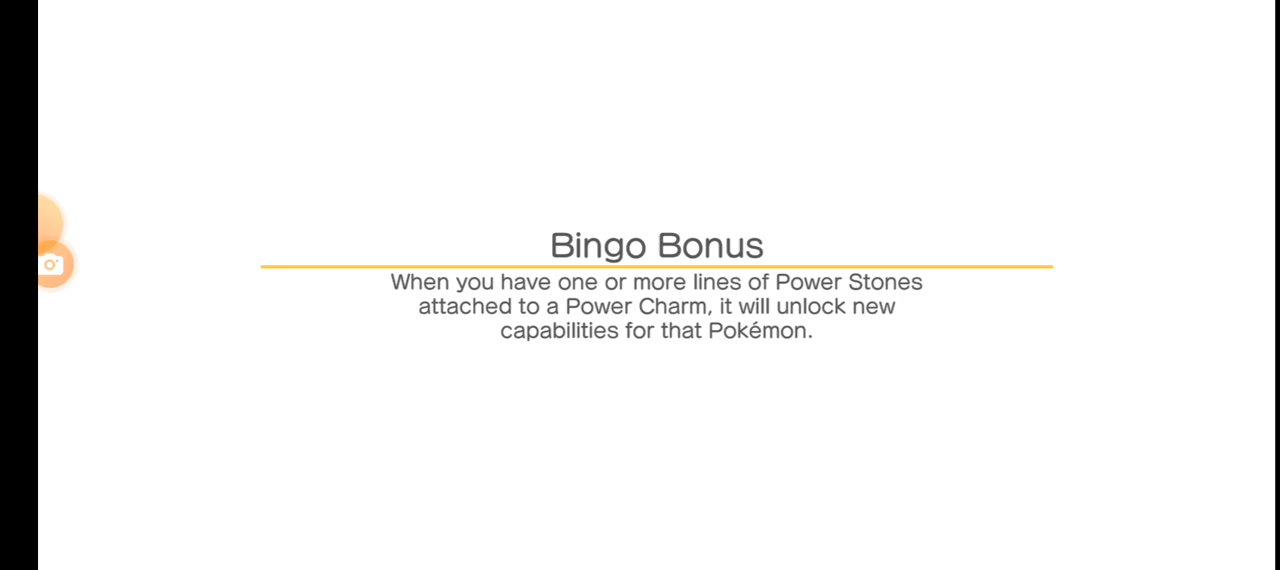 Bingo Bonus
When you have one or more lines of Power Stones
attached to a Power Charm, it will unlock new
capabilities for that Pokémon.